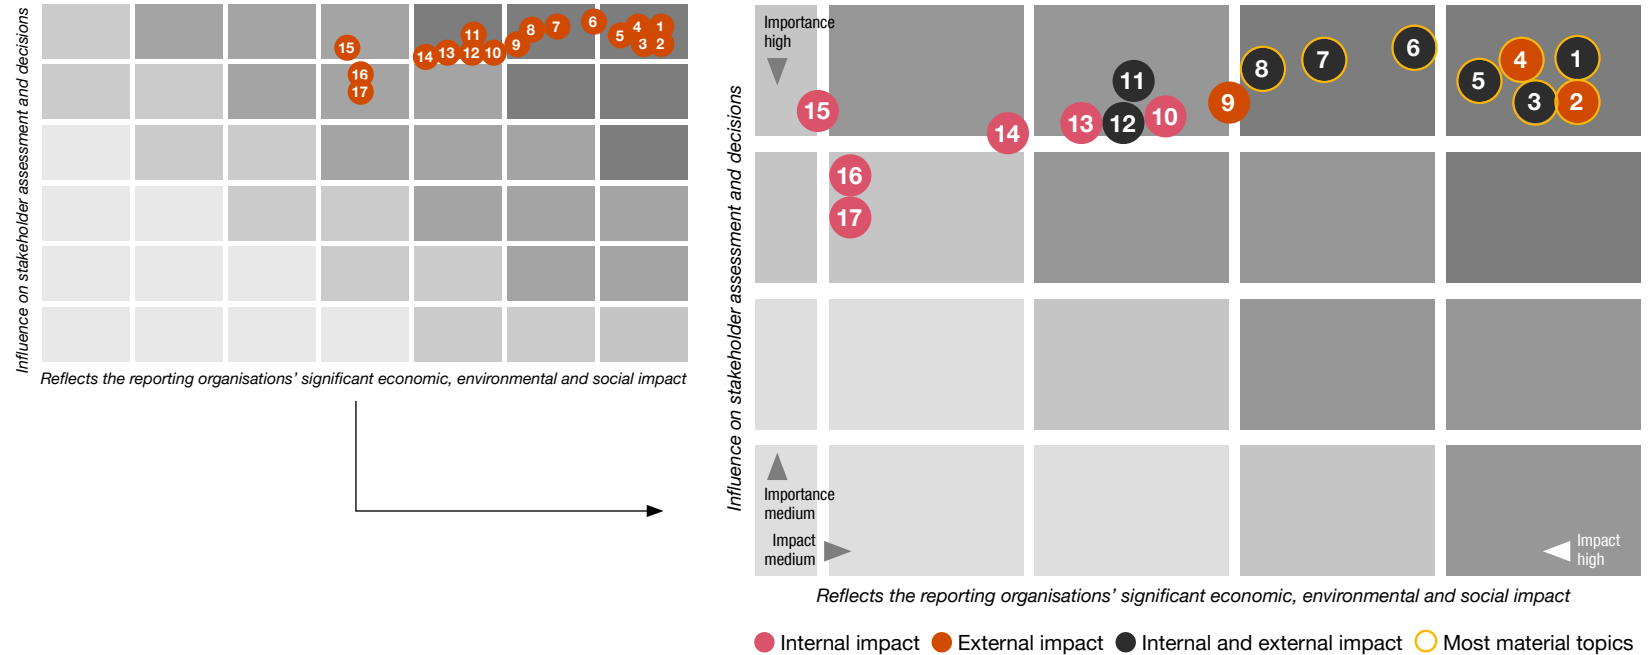 Influence on stakeholder assessment and decisions
1
2
3
4
5
6
7
8
9
10
11
12
13
14
15
16
17
Reflects the reporting organisations’ significant economic, environmental and social impact
Influence on stakeholder assessment and decisions
Importance
high
1
2
3
4
5
6
7
8
9
10
11
12
13
14
15
16
17
Importance
medium
Impact
medium
Impact
high
Reflects the reporting organisations’ significant economic, environmental and social impact
Internal impact External impact Internal and external impact Most material topics